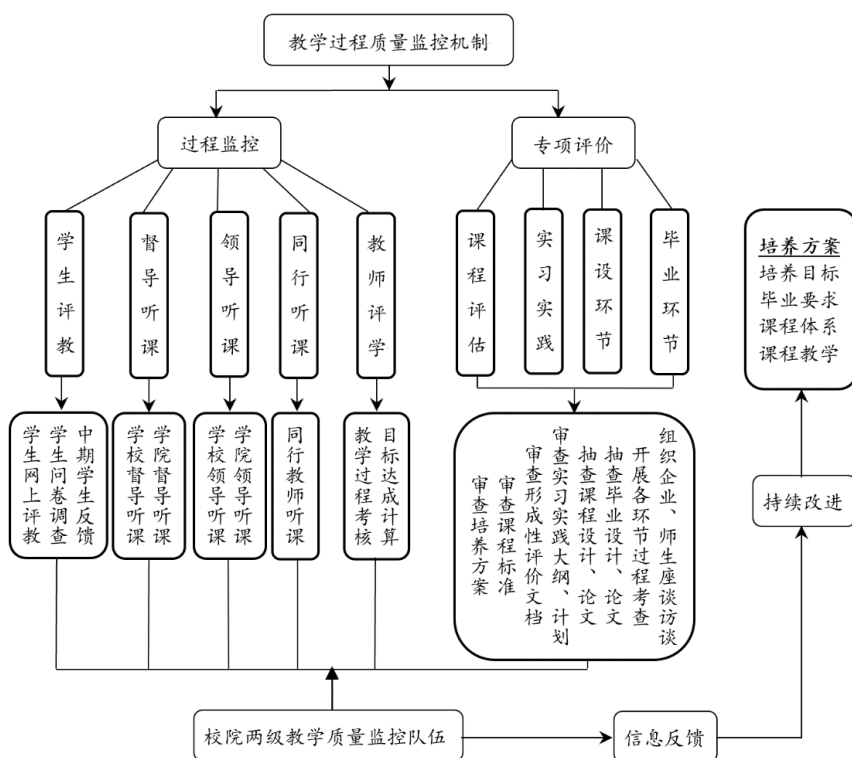 教学过程质量监控机制
过程监控
专项评价
学生评教
督导听课
领导听课
同行听课
教师评学
课程评估
实习实践
课设环节
毕业环节
培养方案
培养目标
毕业要求
课程体系
课程教学
学生网上评教
学生问卷调查
中期学生反馈
学校督导听课
学院督导听课
学校领导听课
学院领导听课
同行教师听课
教学过程考核
目标达成计算
审查培养方案
审查课程标准
审查形成性评价文档
审查实习实践大纲、计划
抽查课程设计、论文
抽查毕业设计、论文
开展各环节过程考查
组织企业、师生座谈访谈
持续改进
校院两级教学质量监控队伍
信息反馈